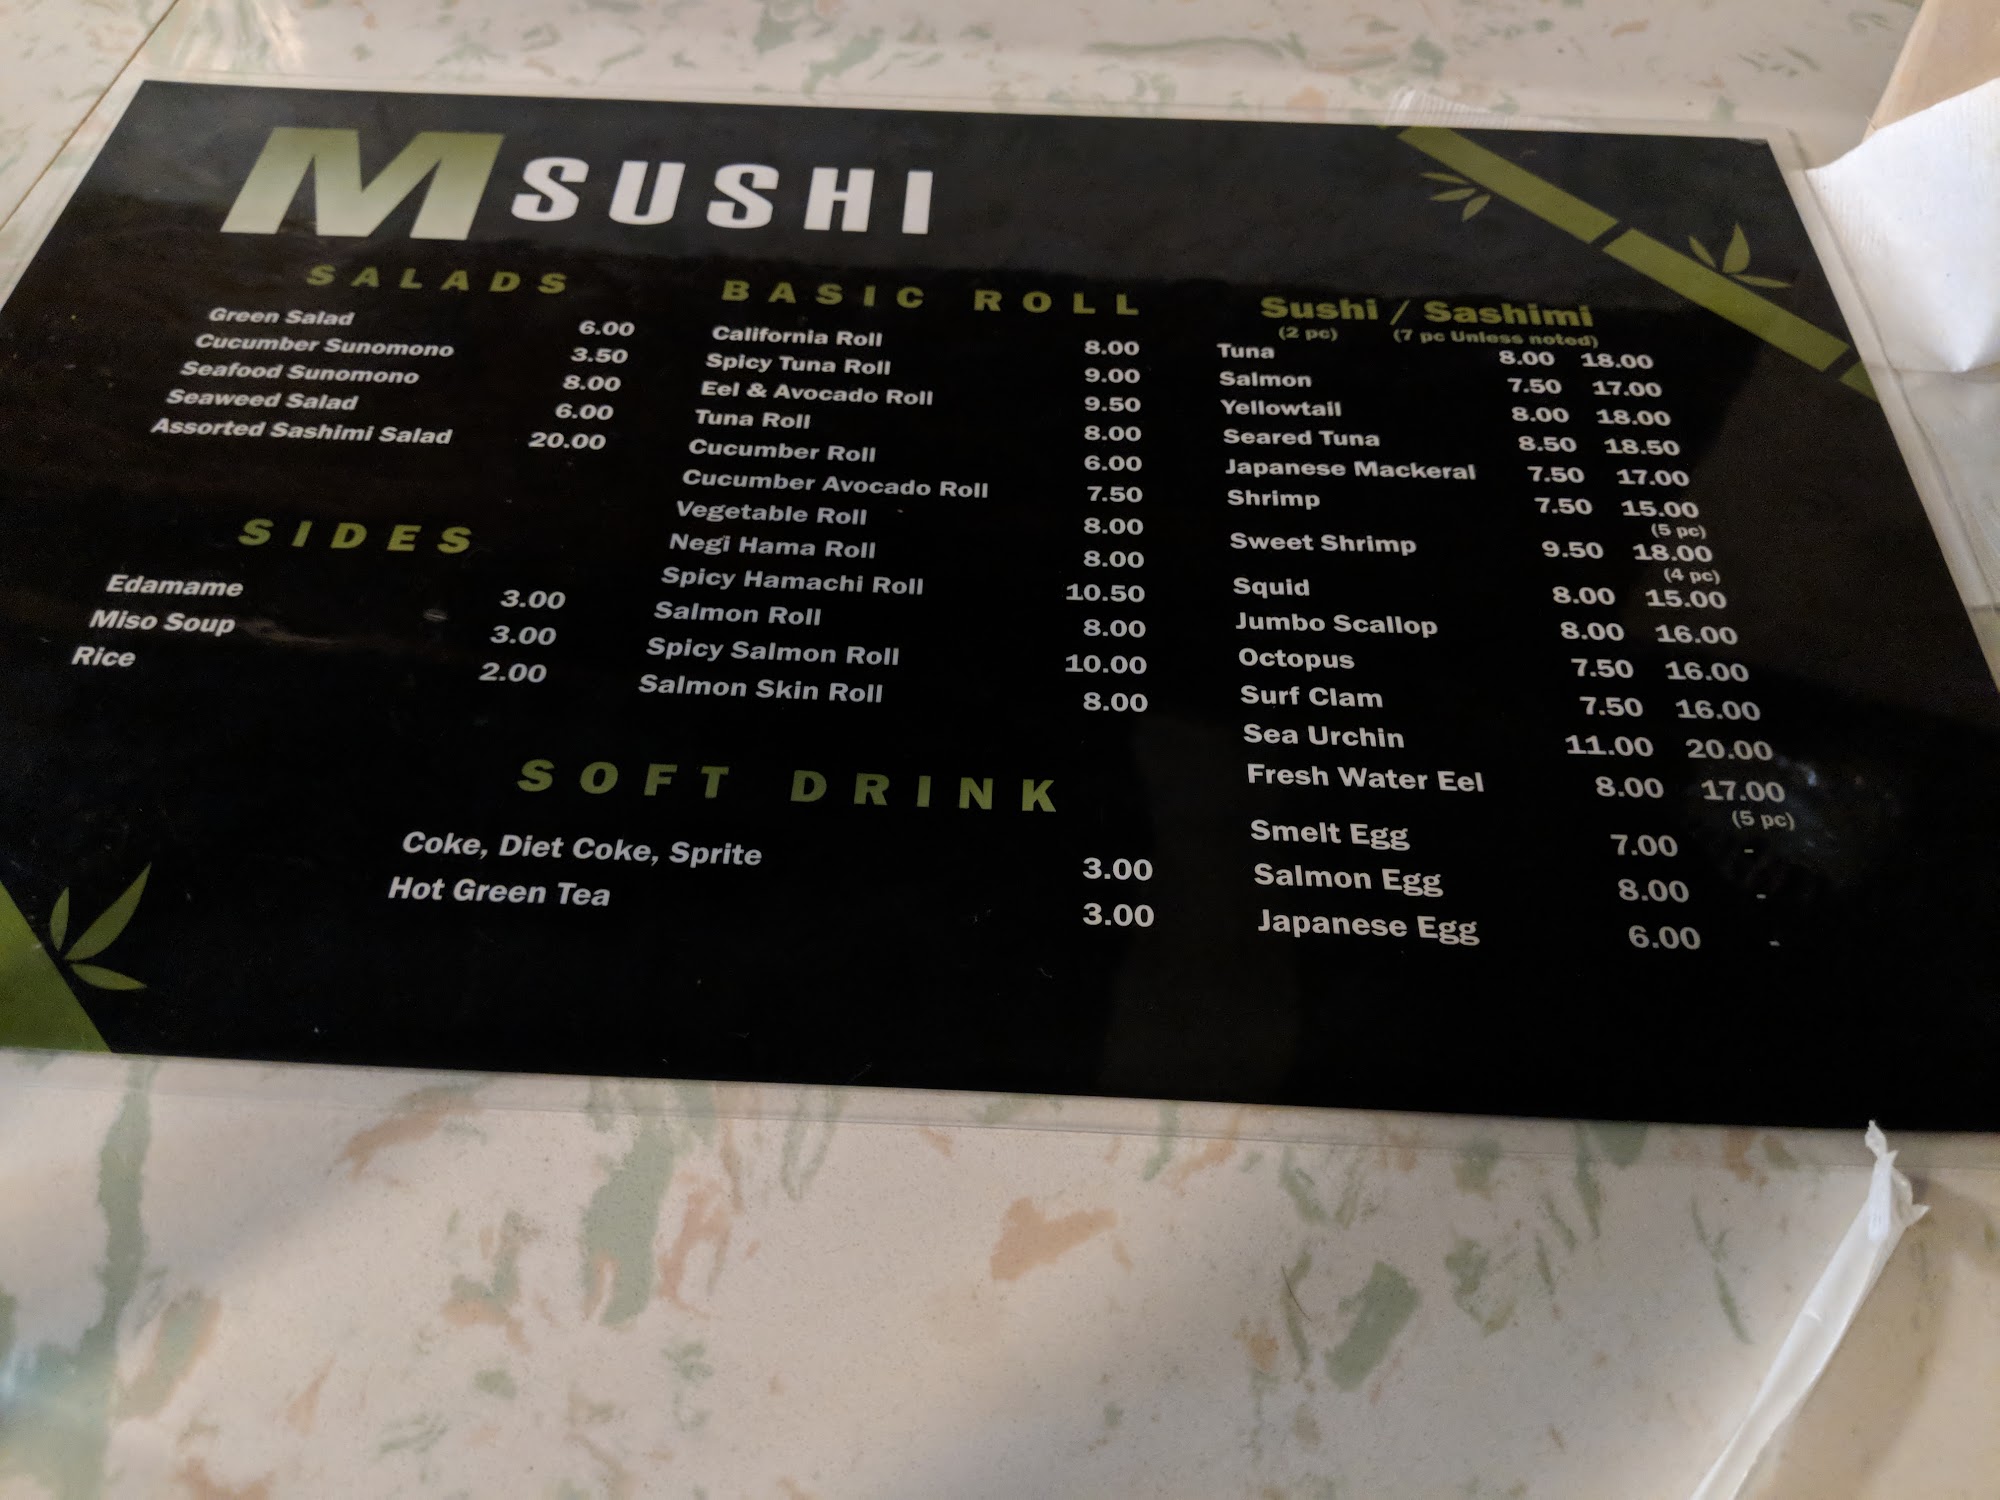 M SUSHI
SALADS
Green Salad 6.00
Cucumber Sunomono 3.50
Seafood Sunomono 8.00
Seaweed Salad 6.00
Assorted Sashimi Salad 20.00
SIDES
Edamame 3.00
Miso Soup 3.00
Rice 2.00
BASIC ROLL
California Roll 8.00
Spicy Tuna Roll 9.00
Eel & Avocado Roll 9.50
Tuna Roll 8.00
Cucumber Roll 6.00
Cucumber Avocado Roll 7.50
Vegetable Roll 8.00
Negi Hama Roll 8.00
Spicy Hamachi Roll 10.50
Salmon Roll 8.00
Spicy Salmon Roll 10.00
Salmon Skin Roll 8.00
SOFT DRINK
Coke, Diet Coke, Sprite 3.00
Hot Green Tea 3.00
Sushi / Sashimi
(2 pc) (7 pc Unless noted)
Tuna 8.00 18.00
Salmon 7.50 17.00
Yellowtail 8.00 18.00
Seared Tuna 8.50 18.50
Japanese Mackeral 7.50 17.00
Shrimp 7.50 15.00
(5 pc)
Sweet Shrimp 9.50 18.00
(4 pc)
Squid 8.00 15.00
Jumbo Scallop 8.00 16.00
Octopus 7.50 16.00
Surf Clam 7.50 16.00
Sea Urchin 11.00 20.00
Fresh Water Eel 8.00 17.00
(5 pc)
Smelt Egg 7.00 -
Salmon Egg 8.00 -
Japanese Egg 6.00 -